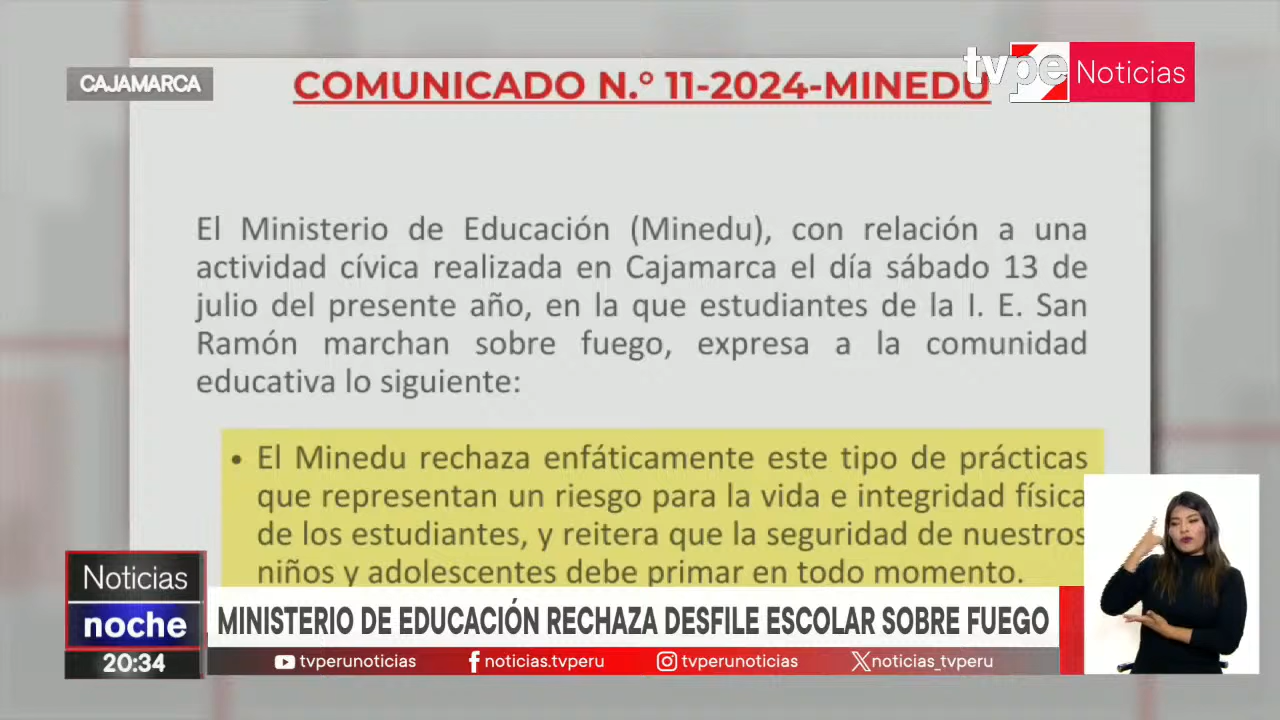 CAJAMARCA
COMUNICADO N.° 11-2024-MINEDU
tvpe Noticias
El Ministerio de Educación (Minedu), con relación a una
actividad cívica realizada en Cajamarca el día sábado 13 de
julio del presente año, en la que estudiantes de la I. E. San
Ramón marchan sobre fuego, expresa a la comunidad
educativa lo siguiente:
• El Minedu rechaza enfáticamente este tipo de prácticas
que representan un riesgo para la vida e integridad física
de los estudiantes, y reitera que la seguridad de nuestros
niños y adolescentes debe primar en todo momento.
Noticias
noche
20:34
MINISTERIO DE EDUCACIÓN RECHAZA DESFILE ESCOLAR SOBRE FUEGO
tvperunoticias noticias.tvperu tvperunoticias noticias_tvperu